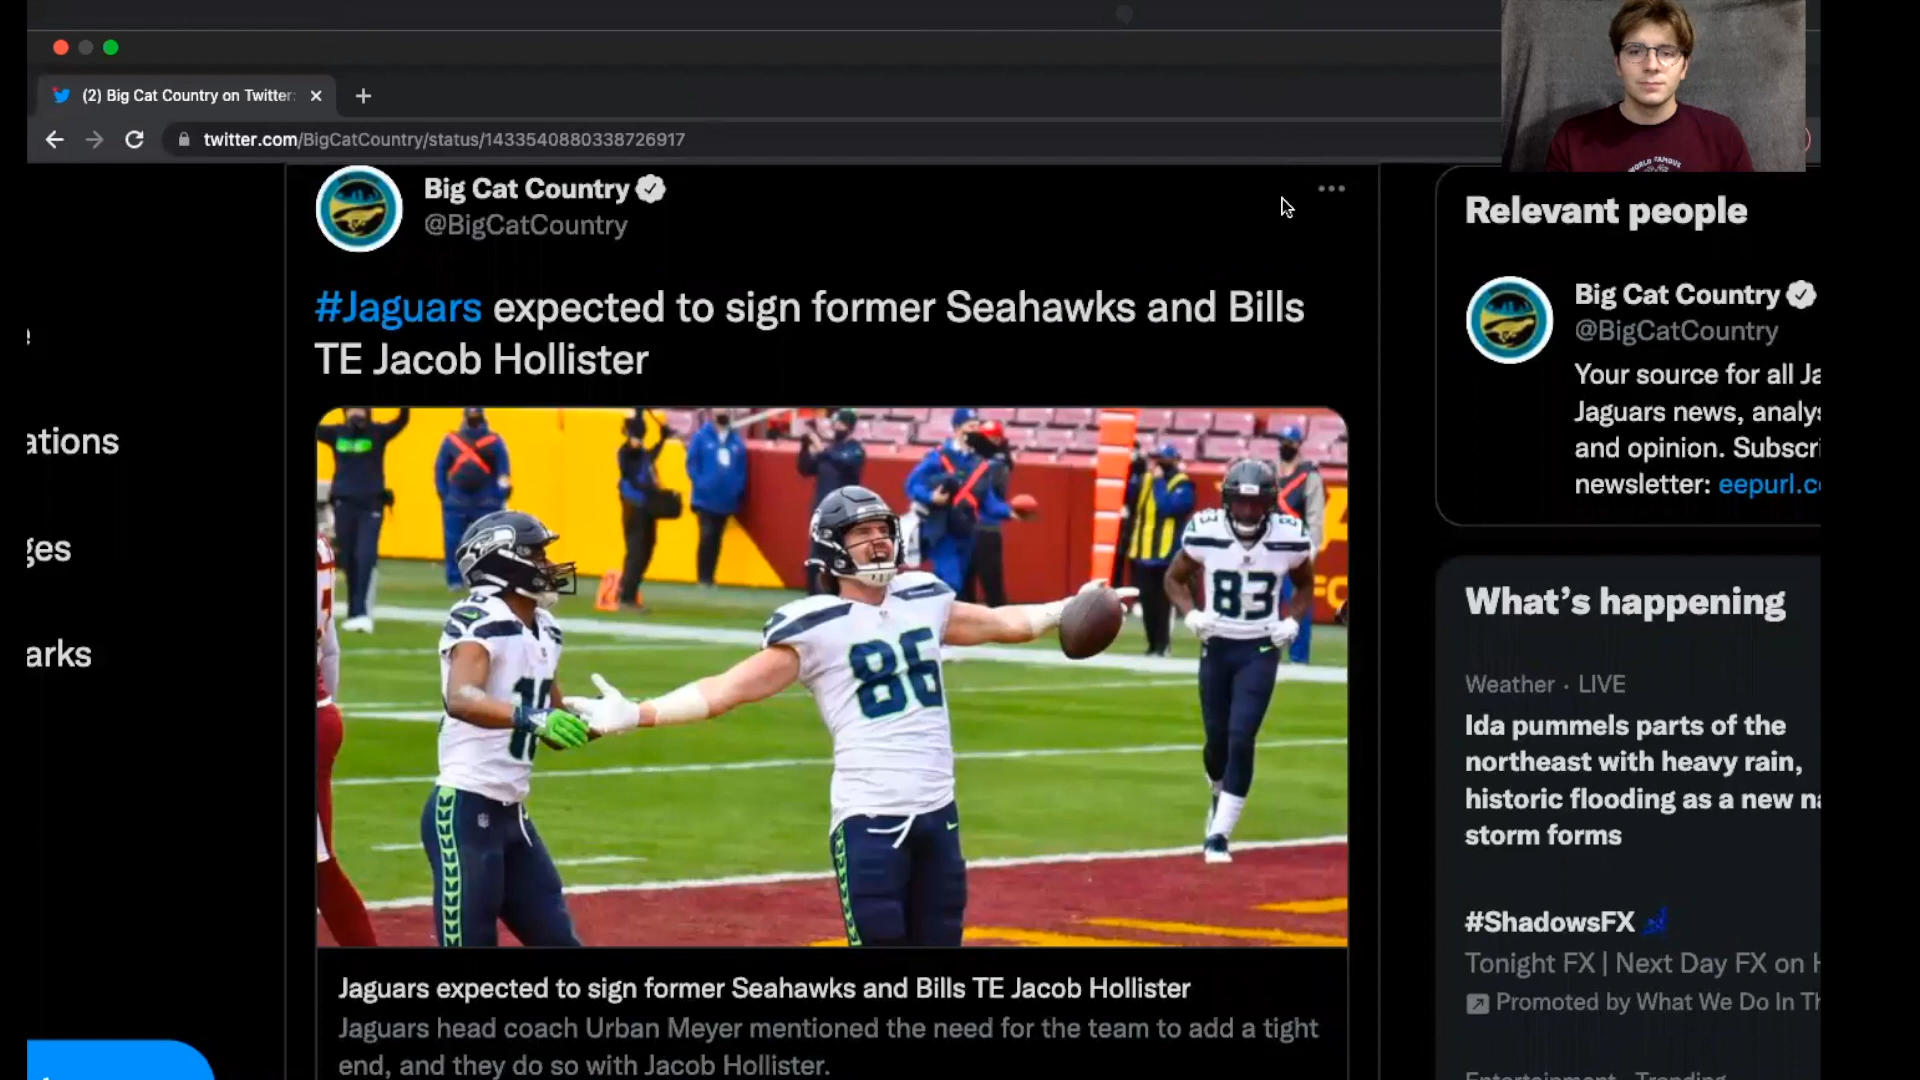 (2) Big Cat Country on Twitter:
twitter.com/BigCatCountry/status/1433540880338726917
WORLD FAMOUS
Big Cat Country
@BigCatCountry
#Jaguars expected to sign former Seahawks and Bills
TE Jacob Hollister
83
86
Jaguars expected to sign former Seahawks and Bills TE Jacob Hollister
Jaguars head coach Urban Meyer mentioned the need for the team to add a tight
end, and they do so with Jacob Hollister.
ations
ges
arks
Relevant people
Big Cat Country
@BigCatCountry
Your source for all Ja
Jaguars news, analys
and opinion. Subscri
newsletter: eepurl.c
What's happening
Weather · LIVE
Ida pummels parts of the
northeast with heavy rain,
historic flooding as a new na
storm forms
#ShadowsFX
Tonight FX | Next Day FX on H
Promoted by What We Do In Th
Entertainment · Trending